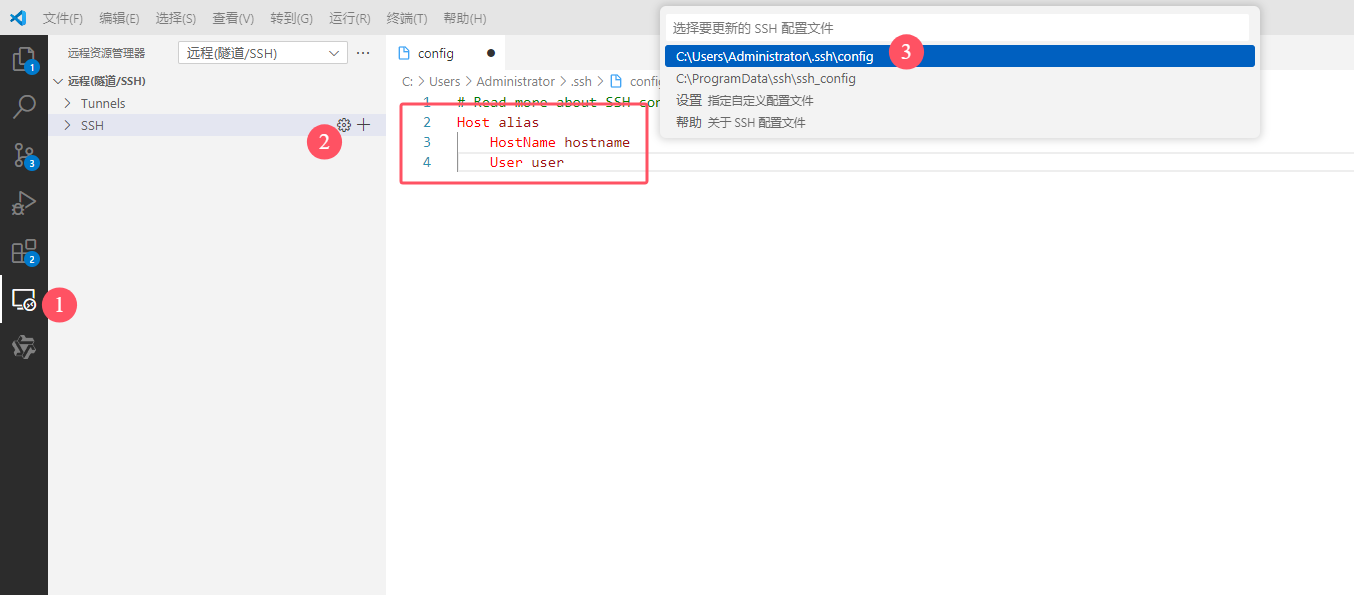 文件(F) 编辑(E) 选择(S) 查看(V) 转到(G) 运行(R) 终端(T) 帮助(H)
远程资源管理器 远程(隧道/SSH) ...
远程(隧道/SSH)
Tunnels
SSH
1
3
2
1
2
config
C: > Users > Administrator > .ssh > config
1 # Read more about SSH con
2 Host alias
3 HostName hostname
4 User user
选择要更新的 SSH 配置文件
C:\Users\Administrator\.ssh\config
3
C:\ProgramData\ssh\ssh_config
设置 指定自定义配置文件
帮助 关于 SSH 配置文件